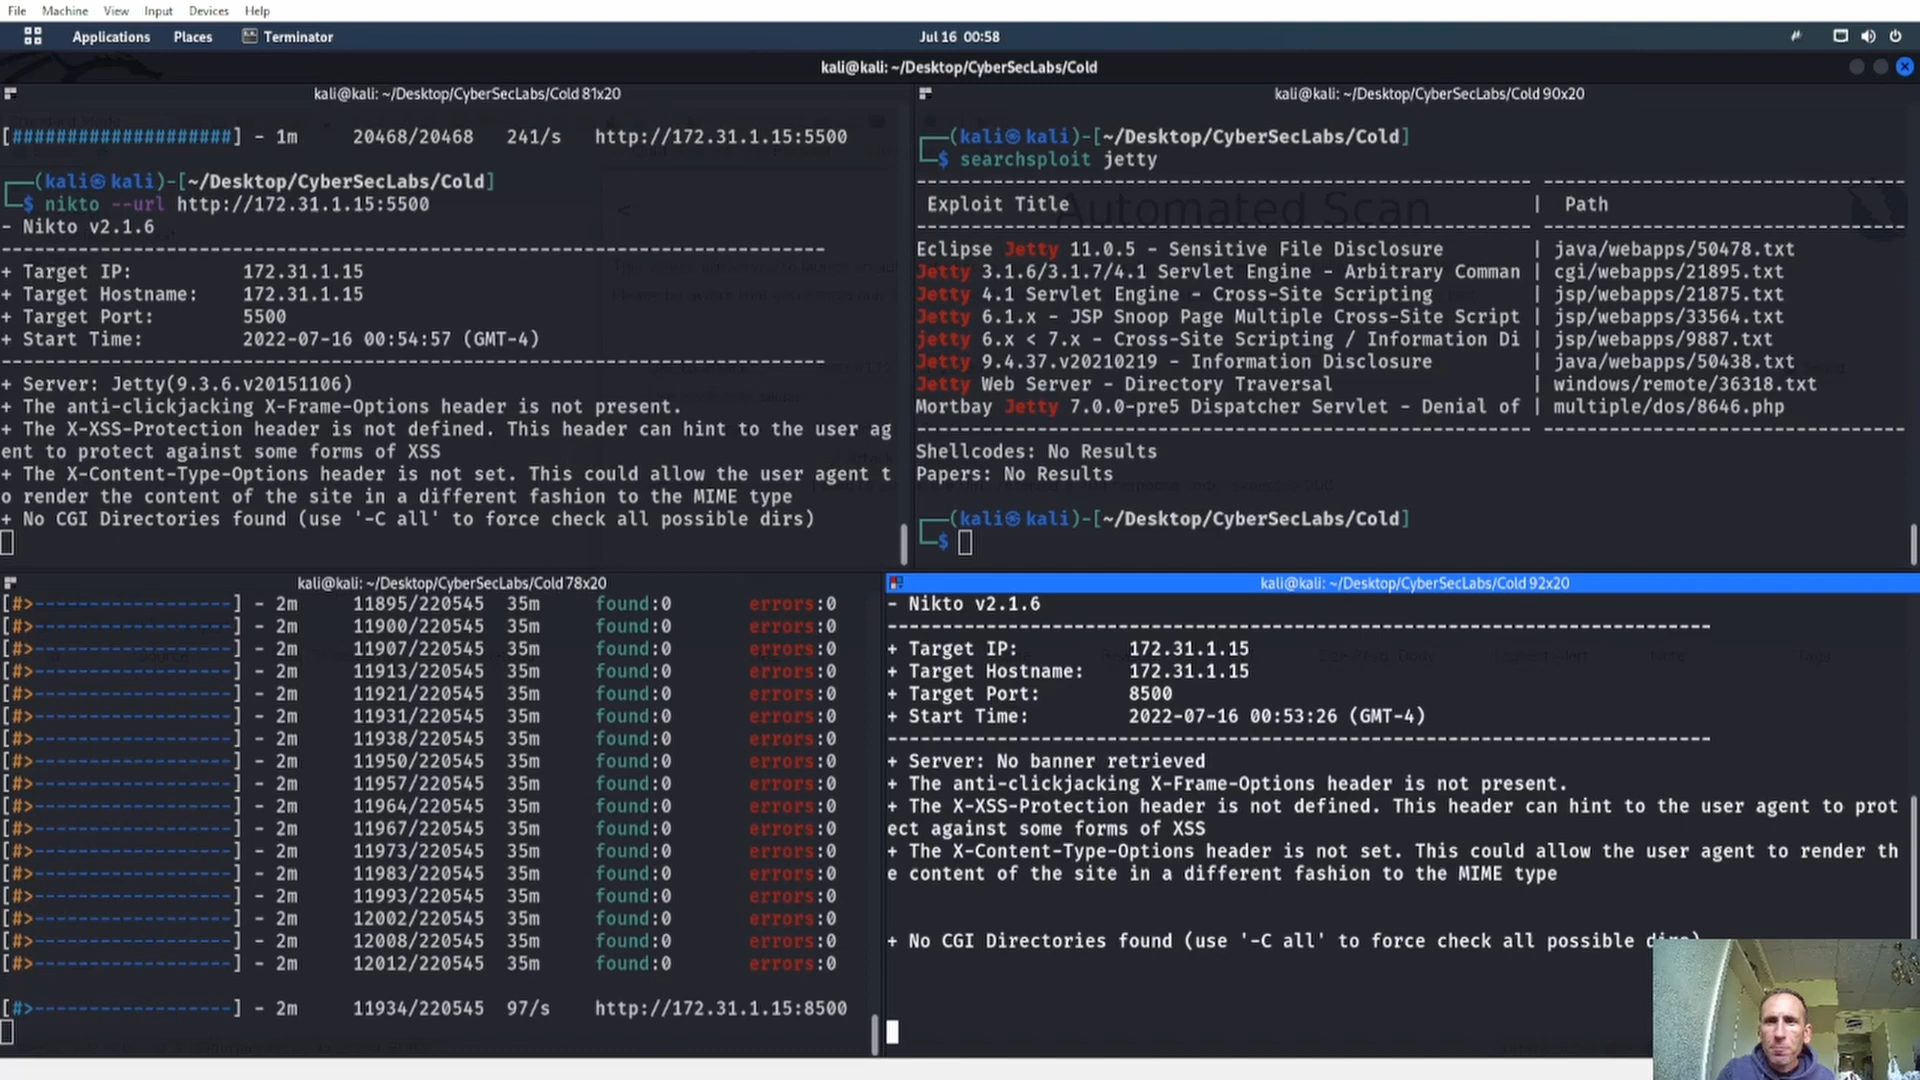 File Machine View Input Devices Help
Applications Places Terminator Jul 16 00:58
kali@kali: ~/Desktop/CyberSecLabs/Cold
kali@kali: ~/Desktop/CyberSecLabs/Cold 81x20
[####################] - 1m 20468/20468 241/s http://172.31.1.15:5500
(kali㉿kali)-[~/Desktop/CyberSecLabs/Cold]
$ nikto --url http://172.31.1.15:5500
- Nikto v2.1.6
---------------------------------------------------------------------------
+ Target IP: 172.31.1.15
+ Target Hostname: 172.31.1.15
+ Target Port: 5500
+ Start Time: 2022-07-16 00:54:57 (GMT-4)
---------------------------------------------------------------------------
+ Server: Jetty(9.3.6.v20151106)
+ The anti-clickjacking X-Frame-Options header is not present.
+ The X-XSS-Protection header is not defined. This header can hint to the user ag
ent to protect against some forms of XSS
+ The X-Content-Type-Options header is not set. This could allow the user agent t
o render the content of the site in a different fashion to the MIME type
+ No CGI Directories found (use '-C all' to force check all possible dirs)
kali@kali: ~/Desktop/CyberSecLabs/Cold 90x20
(kali㉿kali)-[~/Desktop/CyberSecLabs/Cold]
$ searchsploit jetty
Exploit Title | Path
Automated Scan
Eclipse Jetty 11.0.5 - Sensitive File Disclosure | java/webapps/50478.txt
Jetty 3.1.6/3.1.7/4.1 Servlet Engine - Arbitrary Comman | cgi/webapps/21895.txt
Jetty 4.1 Servlet Engine - Cross-Site Scripting | jsp/webapps/21875.txt
Jetty 6.1.x - JSP Snoop Page Multiple Cross-Site Script | jsp/webapps/33564.txt
jetty 6.x < 7.x - Cross-Site Scripting / Information Di | jsp/webapps/9887.txt
Jetty 9.4.37.v20210219 - Information Disclosure | java/webapps/50438.txt
Jetty Web Server - Directory Traversal | windows/remote/36318.txt
Mortbay Jetty 7.0.0-pre5 Dispatcher Servlet - Denial of | multiple/dos/8646.php
Shellcodes: No Results
Papers: No Results
(kali㉿kali)-[~/Desktop/CyberSecLabs/Cold]
$
kali@kali: ~/Desktop/CyberSecLabs/Cold 78x20
[#>------------------] - 2m 11895/220545 35m found:0 errors:0
[#>------------------] - 2m 11900/220545 35m found:0 errors:0
[#>------------------] - 2m 11907/220545 35m found:0 errors:0
[#>------------------] - 2m 11913/220545 35m found:0 errors:0
[#>------------------] - 2m 11921/220545 35m found:0 errors:0
[#>------------------] - 2m 11931/220545 35m found:0 errors:0
[#>------------------] - 2m 11938/220545 35m found:0 errors:0
[#>------------------] - 2m 11950/220545 35m found:0 errors:0
[#>------------------] - 2m 11957/220545 35m found:0 errors:0
[#>------------------] - 2m 11964/220545 35m found:0 errors:0
[#>------------------] - 2m 11967/220545 35m found:0 errors:0
[#>------------------] - 2m 11973/220545 35m found:0 errors:0
[#>------------------] - 2m 11983/220545 35m found:0 errors:0
[#>------------------] - 2m 11993/220545 35m found:0 errors:0
[#>------------------] - 2m 12002/220545 35m found:0 errors:0
[#>------------------] - 2m 12008/220545 35m found:0 errors:0
[#>------------------] - 2m 12012/220545 35m found:0 errors:0
[#>------------------] - 2m 11934/220545 97/s http://172.31.1.15:8500
kali@kali: ~/Desktop/CyberSecLabs/Cold 92x20
- Nikto v2.1.6
---------------------------------------------------------------------------
+ Target IP: 172.31.1.15
+ Target Hostname: 172.31.1.15
+ Target Port: 8500
+ Start Time: 2022-07-16 00:53:26 (GMT-4)
---------------------------------------------------------------------------
+ Server: No banner retrieved
+ The anti-clickjacking X-Frame-Options header is not present.
+ The X-XSS-Protection header is not defined. This header can hint to the user agent to prot
ect against some forms of XSS
+ The X-Content-Type-Options header is not set. This could allow the user agent to render th
e content of the site in a different fashion to the MIME type
+ No CGI Directories found (use '-C all' to force check all possible dirs)